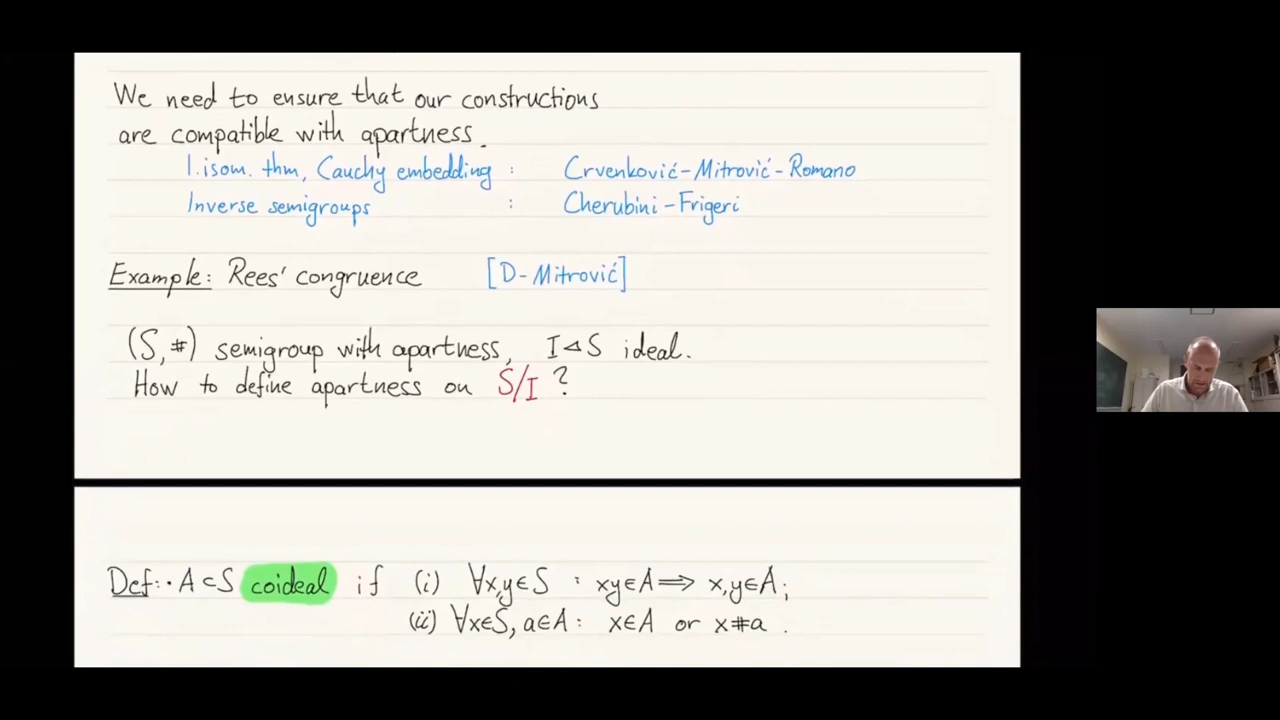 We need to ensure that our constructions
are compatible with apartness.
1. isom. thm, Cauchy embedding : Crvenković-Mitrović-Romano
Inverse semigroups : Cherubini-Frigeri
Example: Rees' congruence [D-Mitrović]
(S,#) semigroup with apartness, I⊲S ideal.
How to define apartness on S/I ?
Def: • A⊂S coideal if (i) ∀x,y∈S : xy∈A ⟹ x,y∈A;
(ii) ∀x∈S, a∈A : x∈A or x#a .